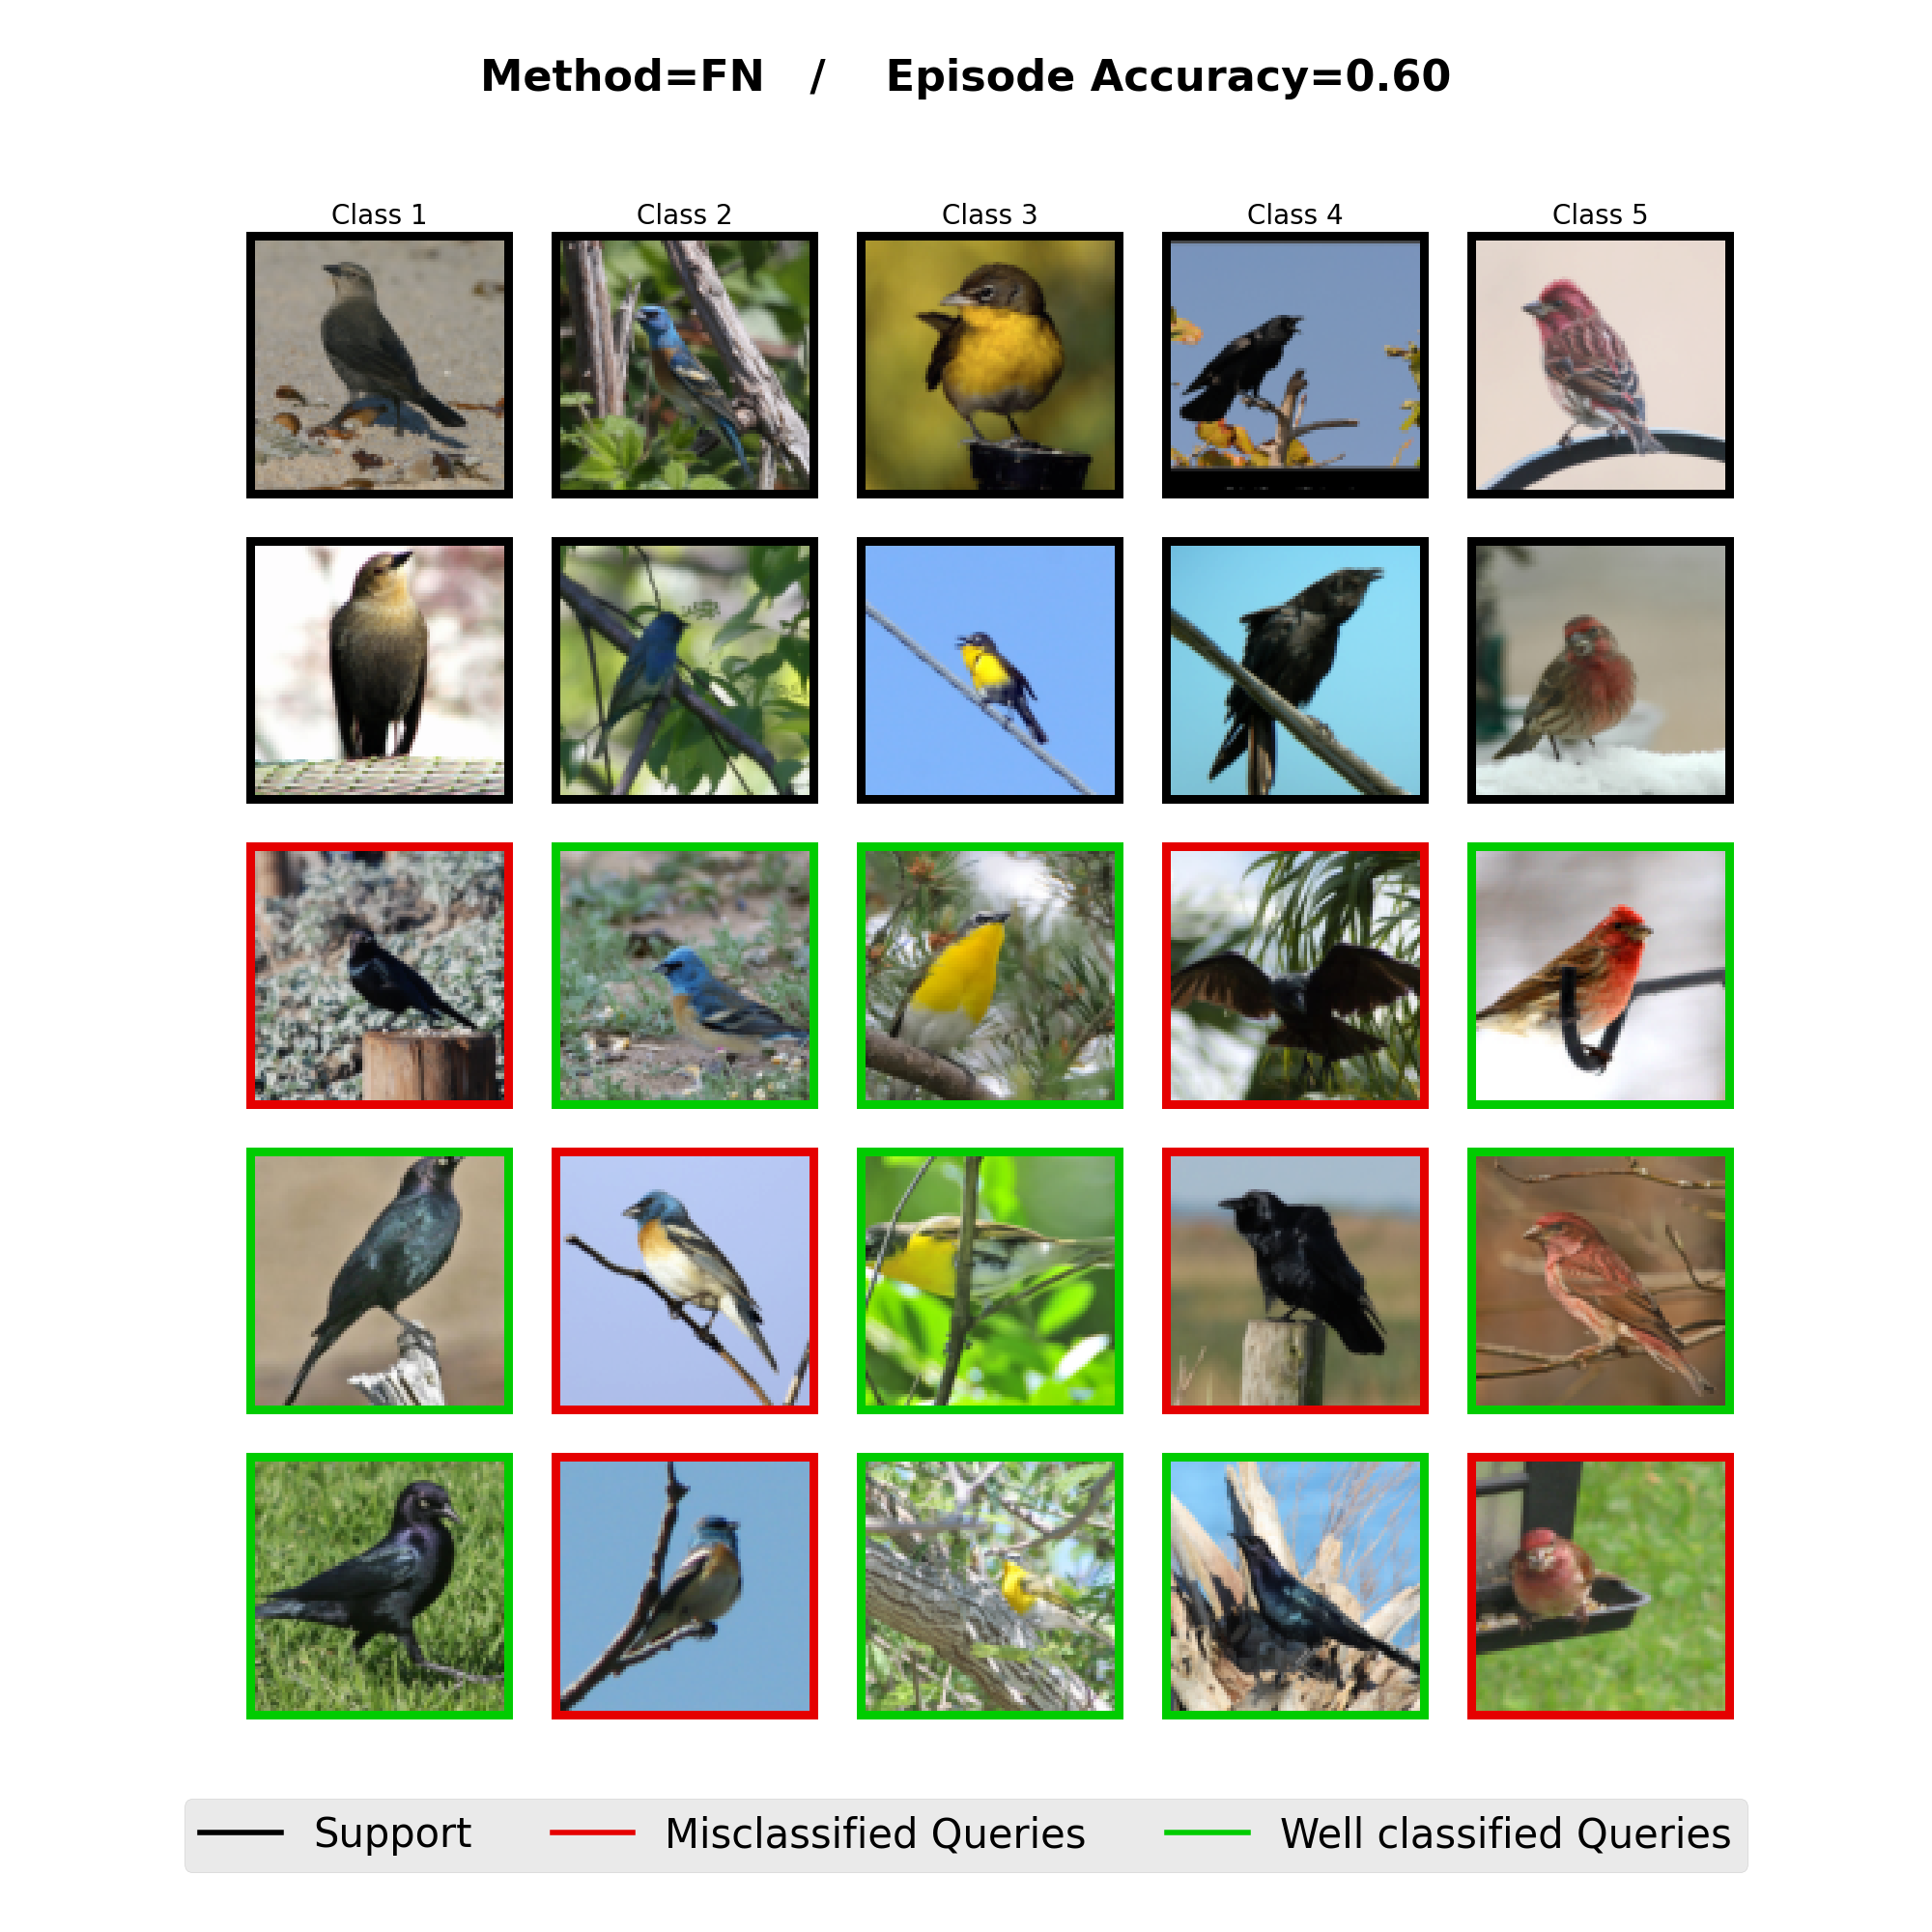 Method=FN / Episode Accuracy=0.60
Class 1 Class 2 Class 3 Class 4 Class 5
Support Misclassified Queries Well classified Queries